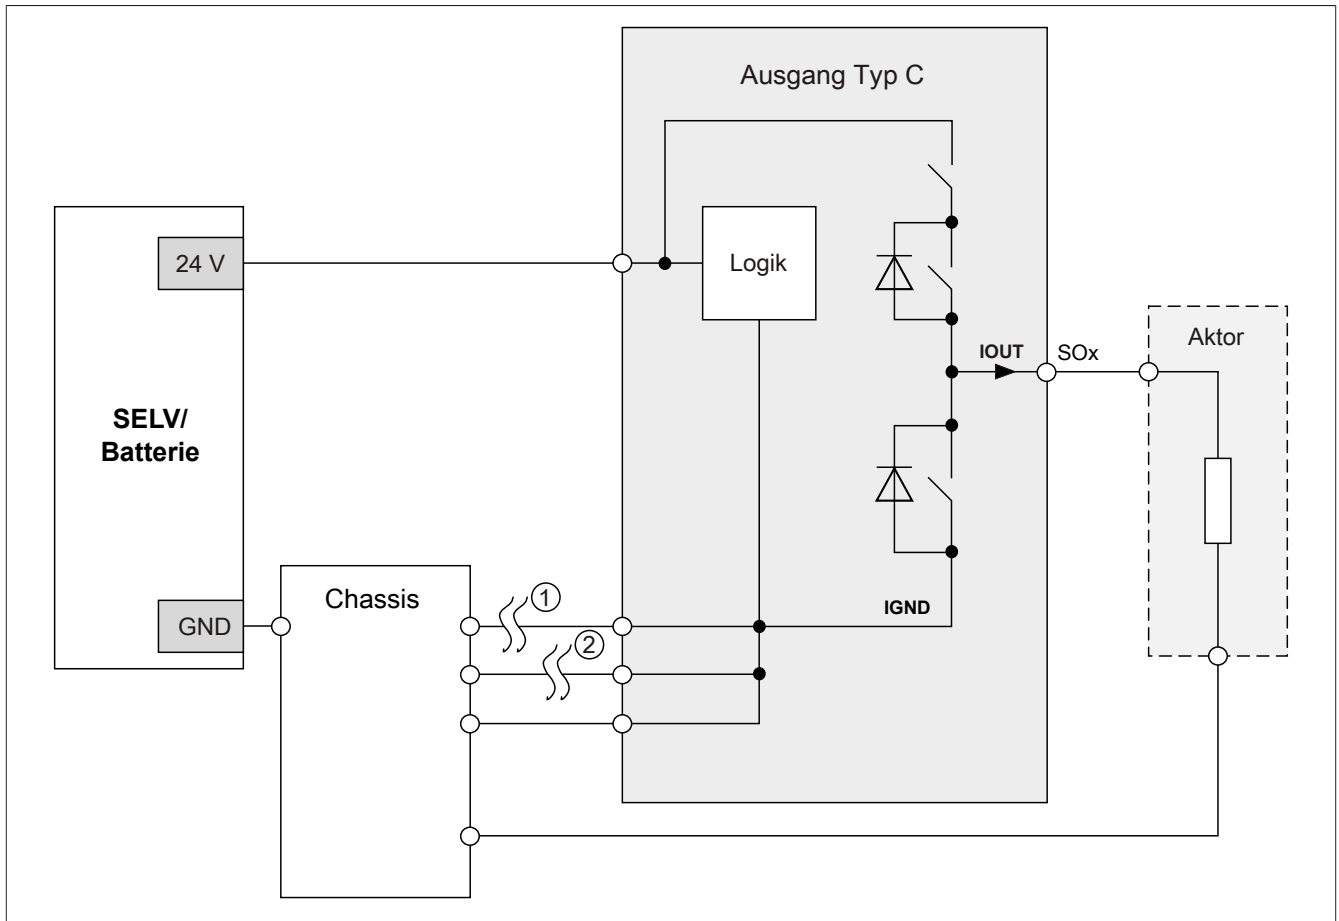 Ausgang Typ C
24 V
Logik
IOUT
SOx
Aktor
SELV/
Batterie
Chassis
1
2
GND
IGND